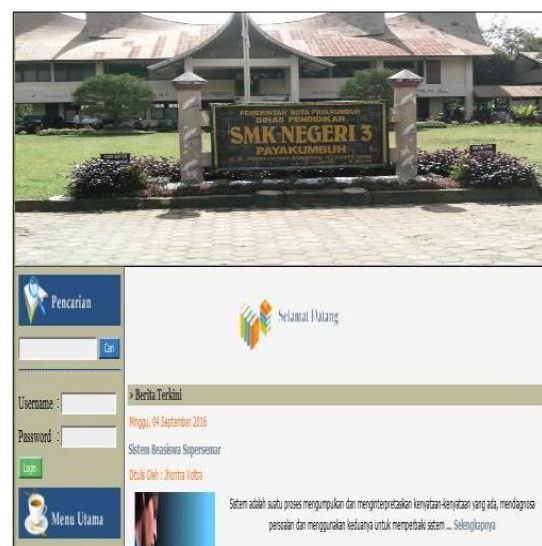 PEMERINTAH KOTA PAYAKUMBUH
DINAS PENDIDIKAN
SMK NEGERI 3
PAYAKUMBUH
Pencarian
Cari
Username :
Password :
Login
Menu Utama
Selamat Datang
» Berita Terkini
Minggu, 04 September 2016
Sistem Beasiswa Supersemar
Ditulis Oleh : Jhontra Voltra
Sistem adalah suatu proses mengumpulkan dan menginterpretasikan kenyataan-kenyataan yang ada, mendiagnosa
persoalan dan menggunakan keduanya untuk memperbaiki sistem ... Selengkapnya